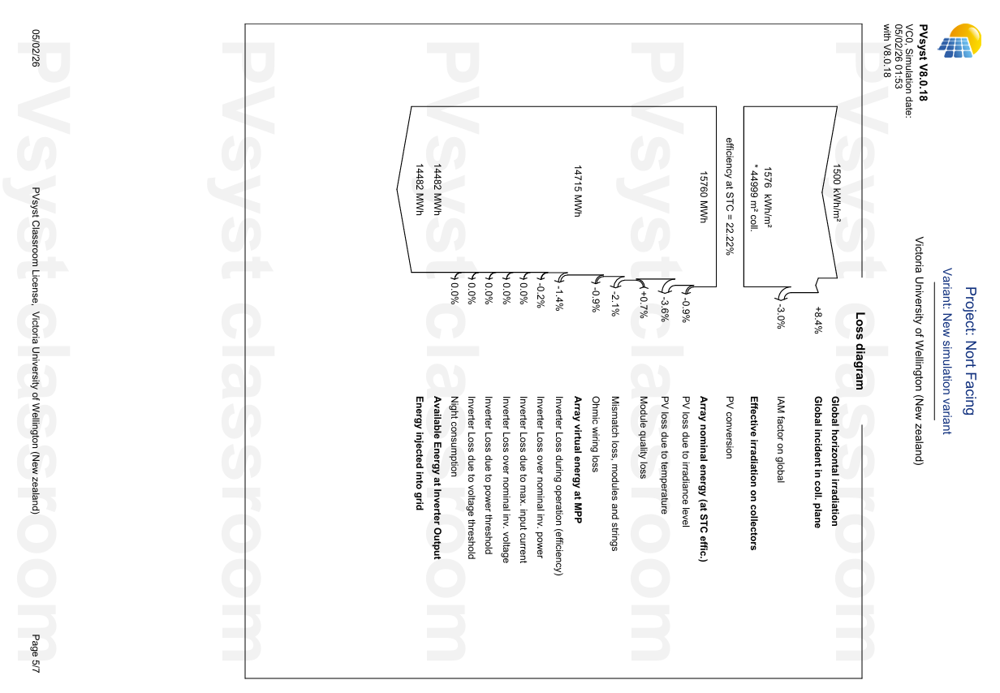 Project: Nort Facing
Variant: New simulation variant
PVsyst V8.0.18
VC0, Simulation date:
05/02/26 01:53
with V8.0.18
Victoria University of Wellington (New zealand)
Loss diagram
1500 kWh/m²
Global horizontal irradiation
+8.4%
Global incident in coll. plane
-3.0%
IAM factor on global
1576 kWh/m²
* 44999 m² coll.
Effective irradiation on collectors
efficiency at STC = 22.22%
PV conversion
15760 MWh
Array nominal energy (at STC effic.)
-0.9%
PV loss due to irradiance level
-3.6%
PV loss due to temperature
+0.7%
Module quality loss
-2.1%
Mismatch loss, modules and strings
-0.9%
Ohmic wiring loss
14715 MWh
Array virtual energy at MPP
-1.4%
Inverter Loss during operation (efficiency)
-0.2%
Inverter Loss over nominal inv. power
0.0%
Inverter Loss due to max. input current
0.0%
Inverter Loss over nominal inv. voltage
0.0%
Inverter Loss due to power threshold
0.0%
Inverter Loss due to voltage threshold
0.0%
Night consumption
14482 MWh
Available Energy at Inverter Output
14482 MWh
Energy injected into grid
PVsyst classroom
PVsyst classroom
PVsyst classroom
PVsyst classroom
PVsyst classroom
05/02/26
PVsyst Classroom License, Victoria University of Wellington (New zealand)
Page 5/7